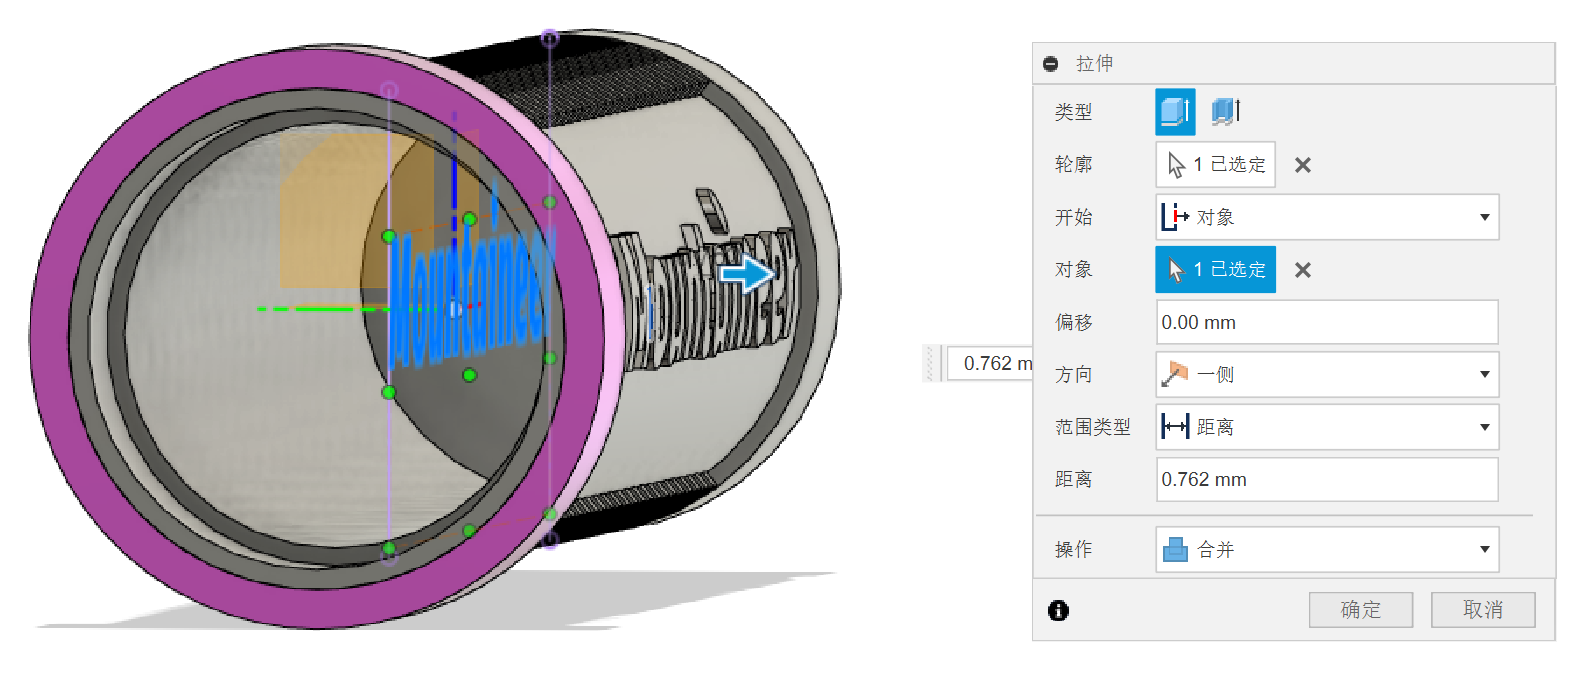 Mountaineer
拉伸
类型
轮廓
1 已选定
开始
对象
对象
1 已选定
偏移
0.00 mm
0.762 m
方向
一侧
范围类型
距离
距离
0.762 mm
操作
合并
确定
取消